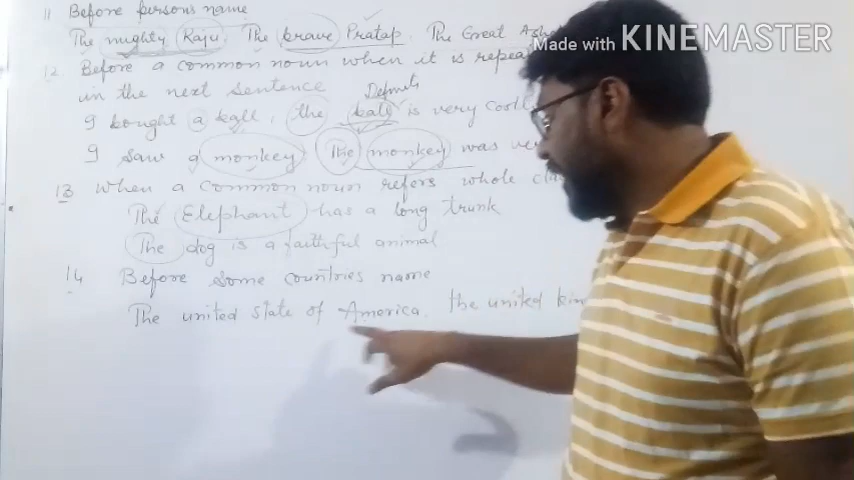 11 Before persons name
The mighty Raju The brave Pratap. The Great
Made with KINEMASTER
12 Before a common noun when it is
in the next sentence
Definite
I bought a ball. the ball is very
I saw a monkey The monkey was
13 When a common noun refers whole
The Elephant has a long trunk
The dog is a faithful animal
14 Before some countries name
The united state of America. the united